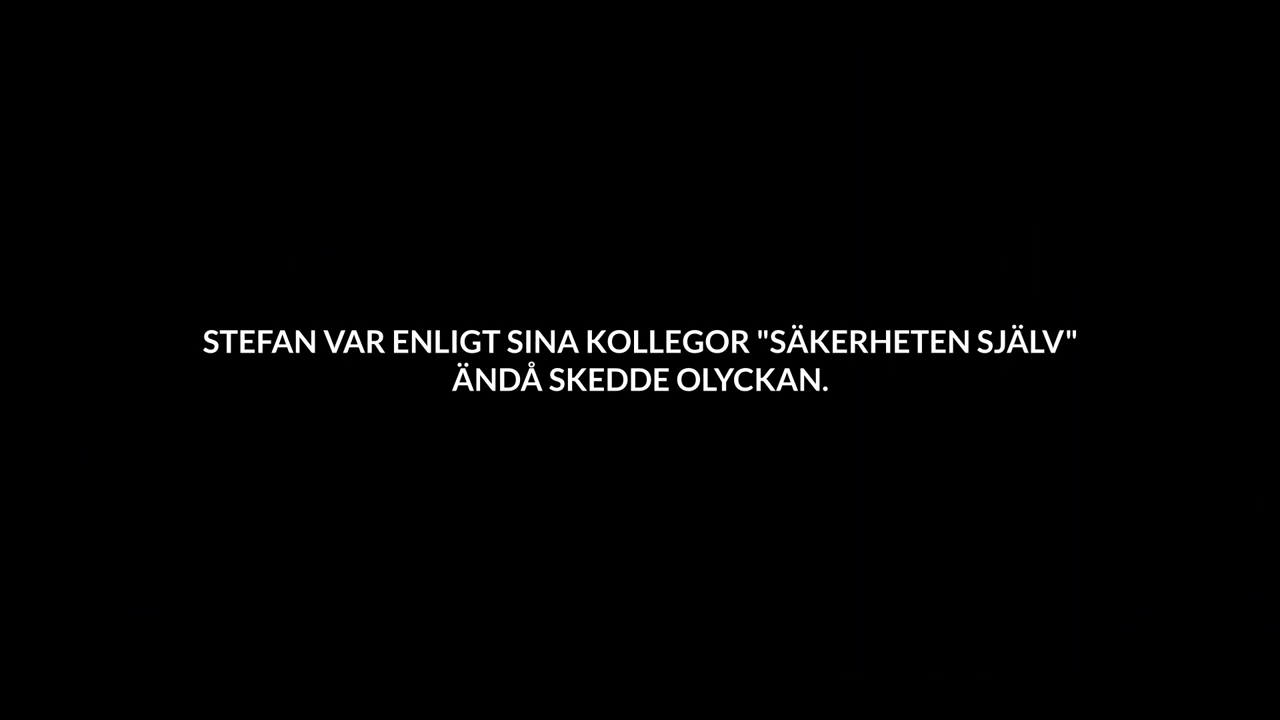 STEFAN VAR ENLIGT SINA KOLLEGOR "SÄKERHETEN SJÄLV"
ÄNDÅ SKEDDE OLYCKAN.